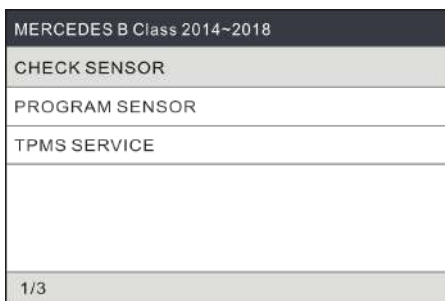 MERCEDES B Class 2014~2018
CHECK SENSOR
PROGRAM SENSOR
TPMS SERVICE
1/3